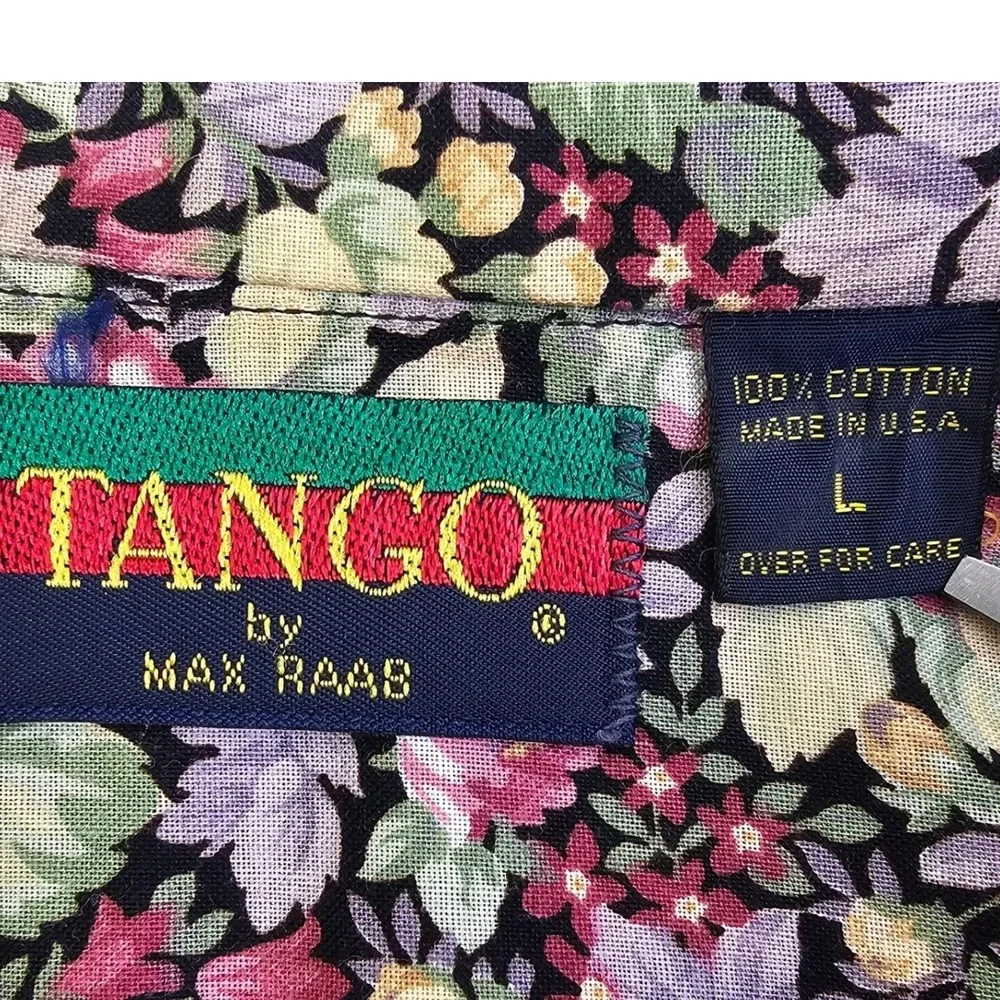 TANGO
by ©
MAX RAAB
100% COTTON
MADE IN U.S.A.
L
OVER FOR CARE